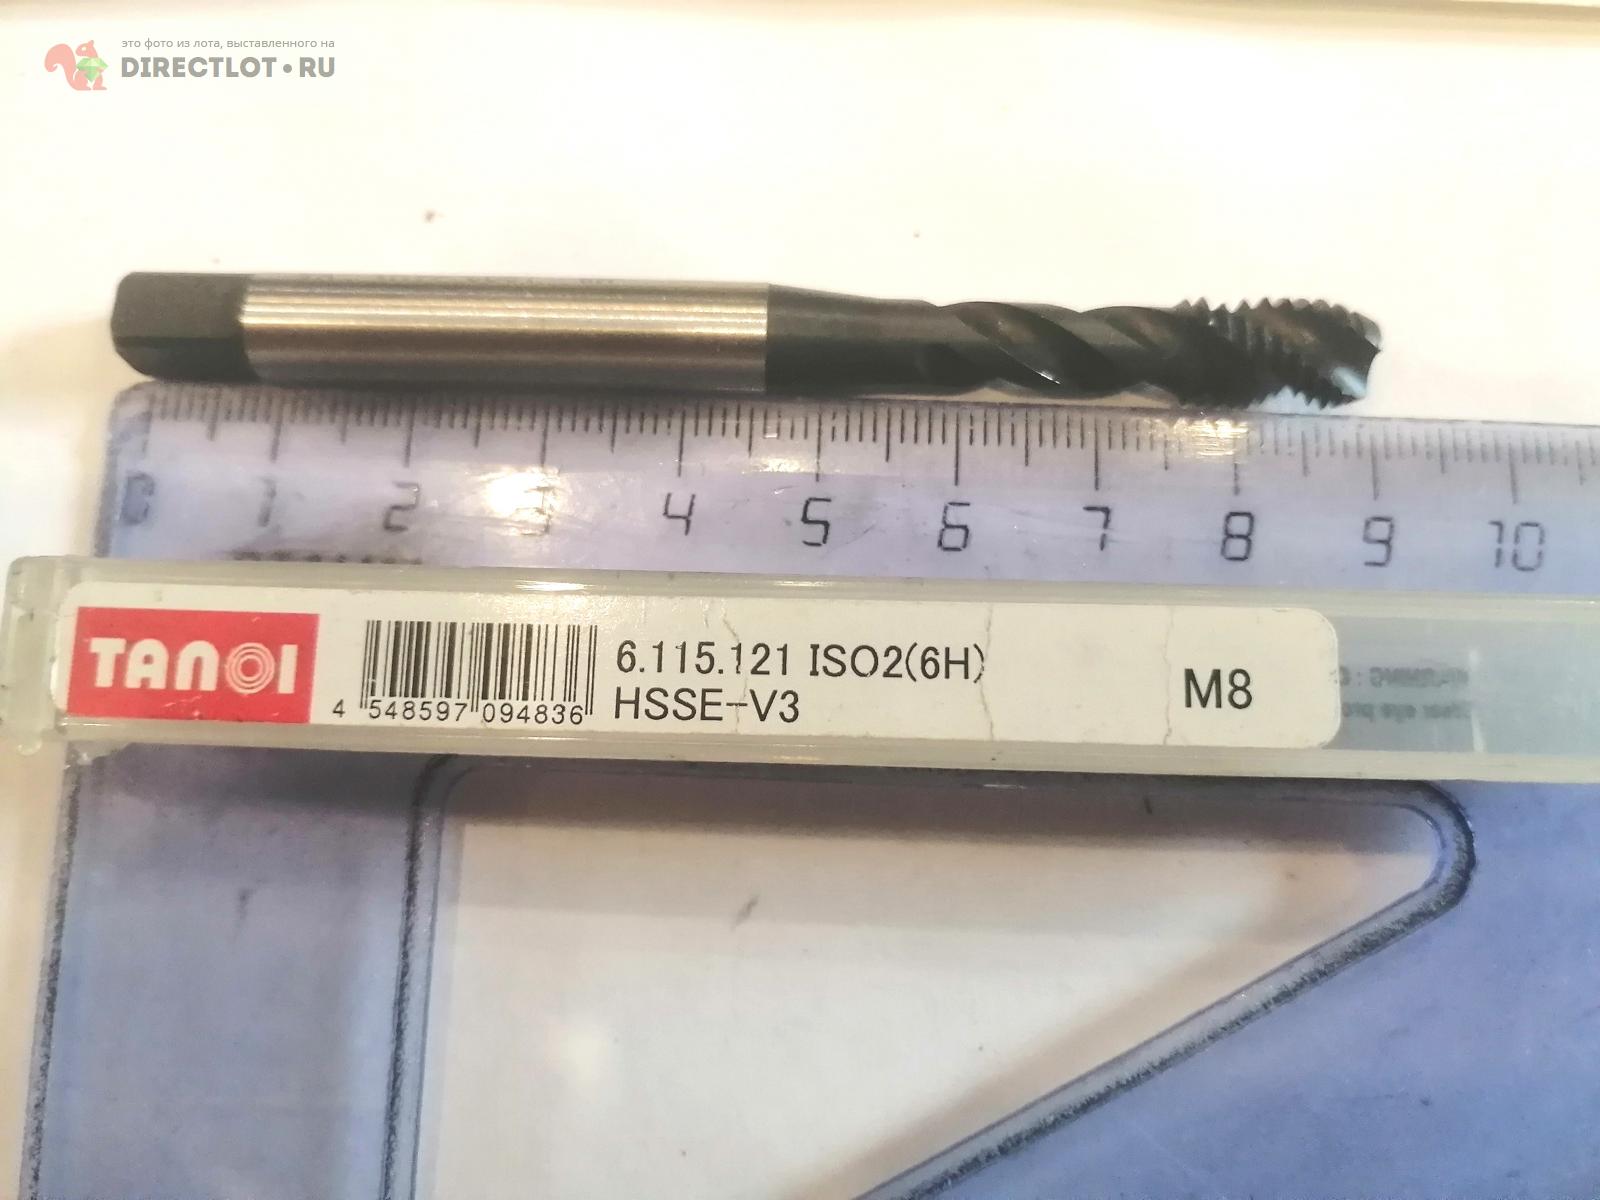 это фото из лота, выставленного на
DIRECTLOT•RU
0 1 2 3 4 5 6 7 8 9 10
TANOI
6.115.121 ISO2(6H)
HSSE-V3
M8
4 548597 094836